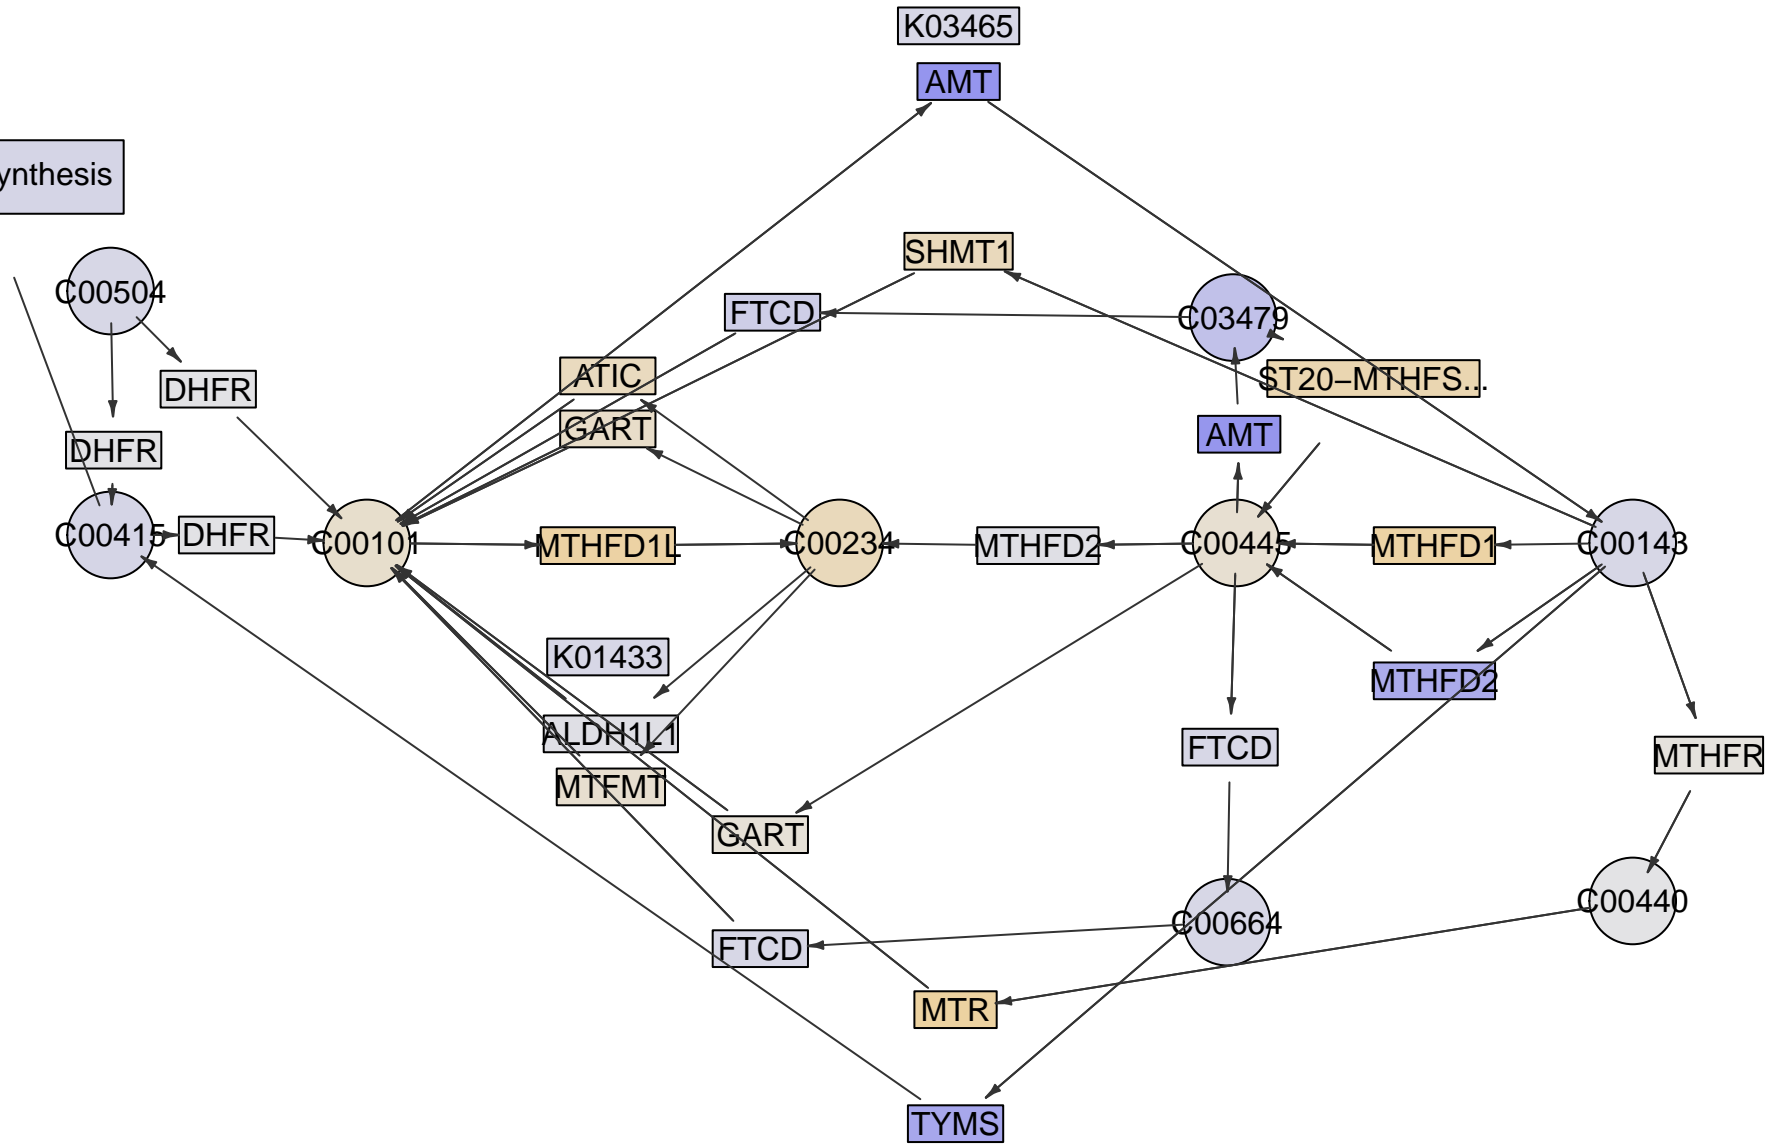 K03465
AMT
ynthesis
SHMT1
C00504
FTCD
C03479
DHFR
ATIC
ST20−MTHFS...
GART
AMT
DHFR
C00415
DHFR
C00101
MTHFD1L
C00234
MTHFD2
C00445
MTHFD1
C00143
K01433
MTHFD2
ALDH1L1
FTCD
MTHFR
MTFMT
GART
C00440
C00664
FTCD
MTR
TYMS